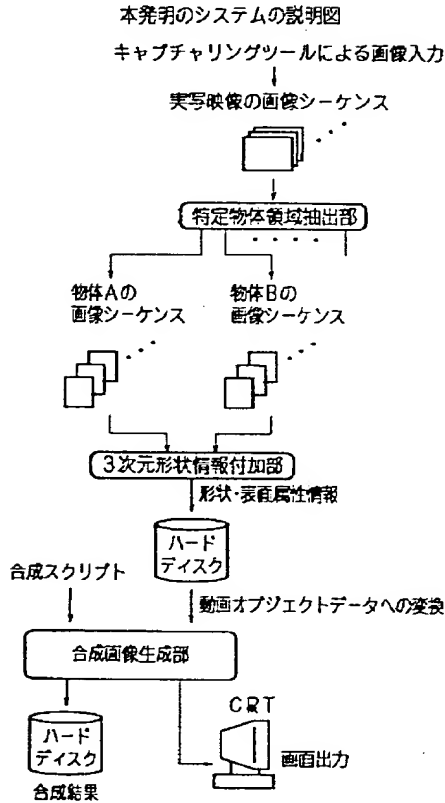 本発明のシステムの説明図
キャプチャリングツールによる画像入力
実写映像の画像シーケンス
特定物体領域抽出部
物体Aの
画像シーケンス
物体Bの
画像シーケンス
3次元形状情報付加部
形状・表面属性情報
ハード
ディスク
合成スクリプト
動画オブジェクトデータへの変換
合成画像生成部
ハード
ディスク
合成結果
CRT
画面出力